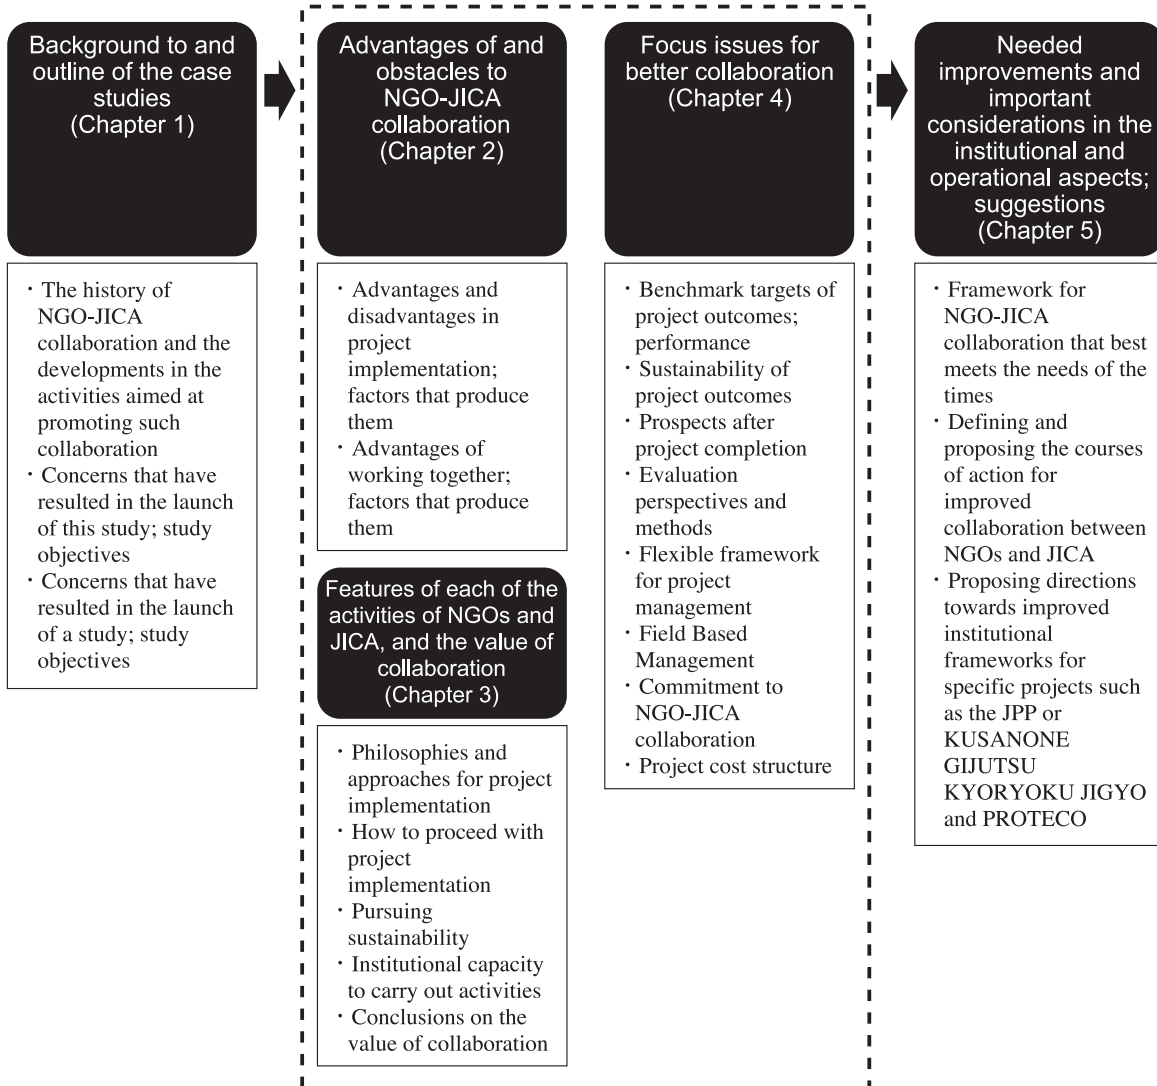 Background to and
outline of the case
studies
(Chapter 1)
· The history of
NGO-JICA
collaboration and the
developments in the
activities aimed at
promoting such
collaboration
· Concerns that have
resulted in the launch
of this study; study
objectives
· Concerns that have
resulted in the launch
of a study; study
objectives
Advantages of and
obstacles to
NGO-JICA
collaboration
(Chapter 2)
· Advantages and
disadvantages in
project
implementation;
factors that produce
them
· Advantages of
working together;
factors that produce
them
Features of each of the
activities of NGOs and
JICA, and the value of
collaboration
(Chapter 3)
· Philosophies and
approaches for project
implementation
· How to proceed with
project
implementation
· Pursuing
sustainability
· Institutional capacity
to carry out activities
· Conclusions on the
value of collaboration
Focus issues for
better collaboration
(Chapter 4)
· Benchmark targets of
project outcomes;
performance
· Sustainability of
project outcomes
· Prospects after
project completion
· Evaluation
perspectives and
methods
· Flexible framework
for project
management
· Field Based
Management
· Commitment to
NGO-JICA
collaboration
· Project cost structure
Needed
improvements and
important
considerations in the
institutional and
operational aspects;
suggestions
(Chapter 5)
· Framework for
NGO-JICA
collaboration that best
meets the needs of the
times
· Defining and
proposing the courses
of action for
improved
collaboration between
NGOs and JICA
· Proposing directions
towards improved
institutional
frameworks for
specific projects such
as the JPP or
KUSANONE
GIJUTSU
KYORYOKU JIGYO
and PROTECO